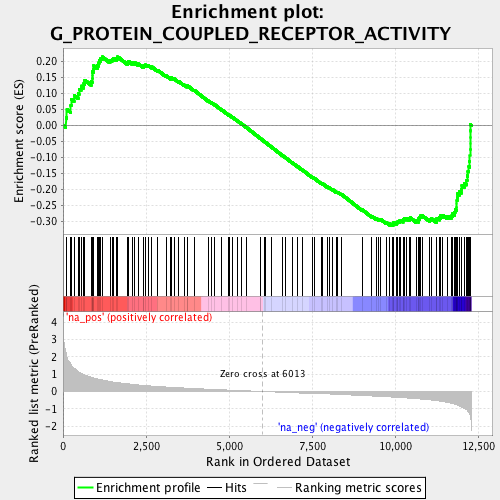 Enrichment plot:
G_PROTEIN_COUPLED_RECEPTOR_ACTIVITY
Enrichment score (ES)
0.20
0.15
0.10
0.05
0.00
-0.05
-0.10
-0.15
-0.20
-0.25
-0.30
'na_pos' (positively correlated)
Ranked list metric (PreRanked)
4
3
2
1
0
-1
-2
Zero cross at 6013
'na_neg' (negatively correlated)
0
2,500
5,000
7,500
10,000
12,500
Rank in Ordered Dataset
Enrichment profile
Hits
Ranking metric scores